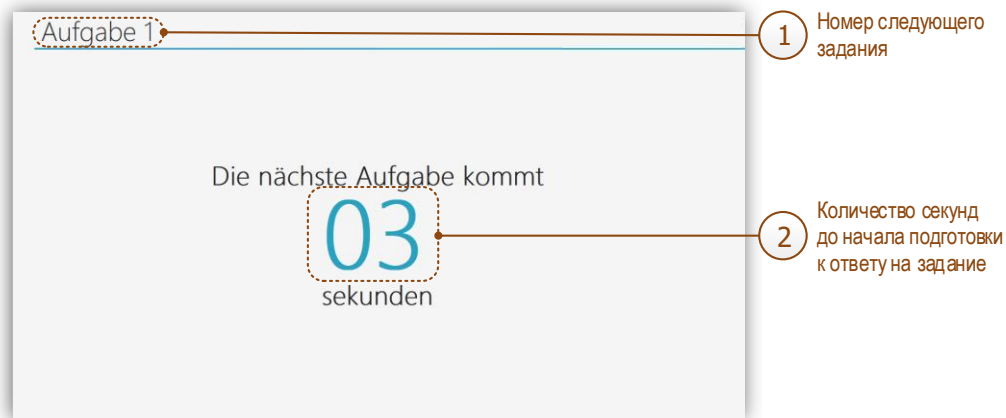 Aufgabe 1
1
Номер следующего
задания
Die nächste Aufgabe kommt
03
sekunden
2
Количество секунд
до начала подготовки
к ответу на задание